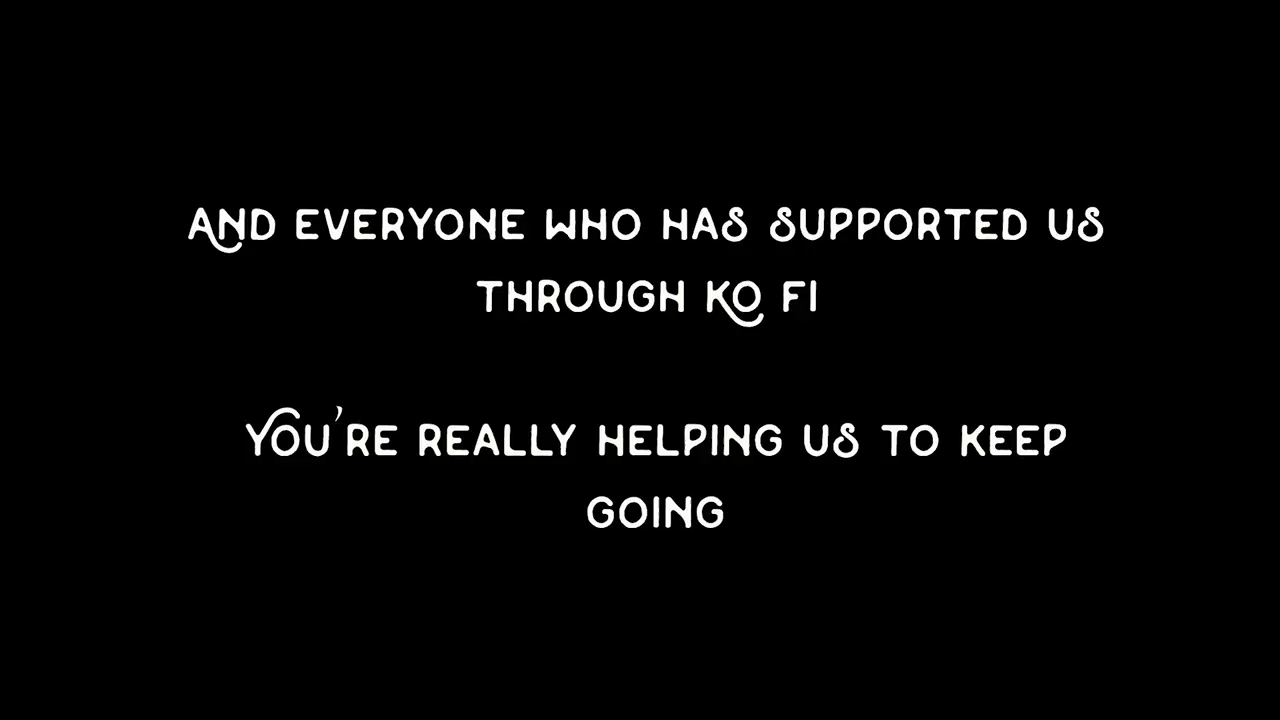 AND EVERYONE WHO HAS SUPPORTED US
THROUGH KO FI
YOU'RE REALLY HELPING US TO KEEP
GOING